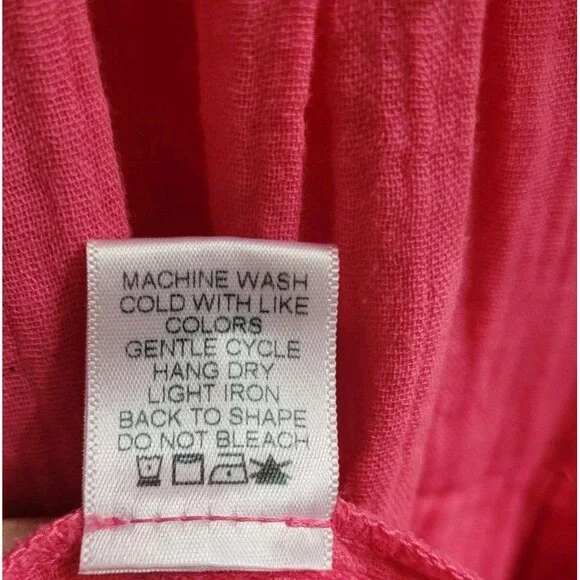 MACHINE WASH
COLD WITH LIKE
COLORS
GENTLE CYCLE
HANG DRY
LIGHT IRON
BACK TO SHAPE
DO NOT BLEACH